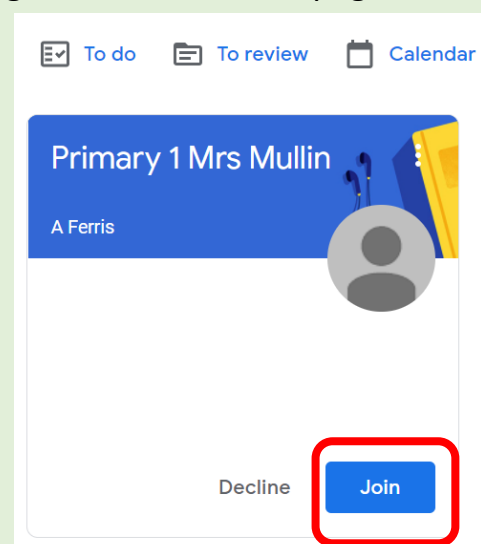 To do To review Calendar
Primary 1 Mrs Mullin
A Ferris
Decline Join